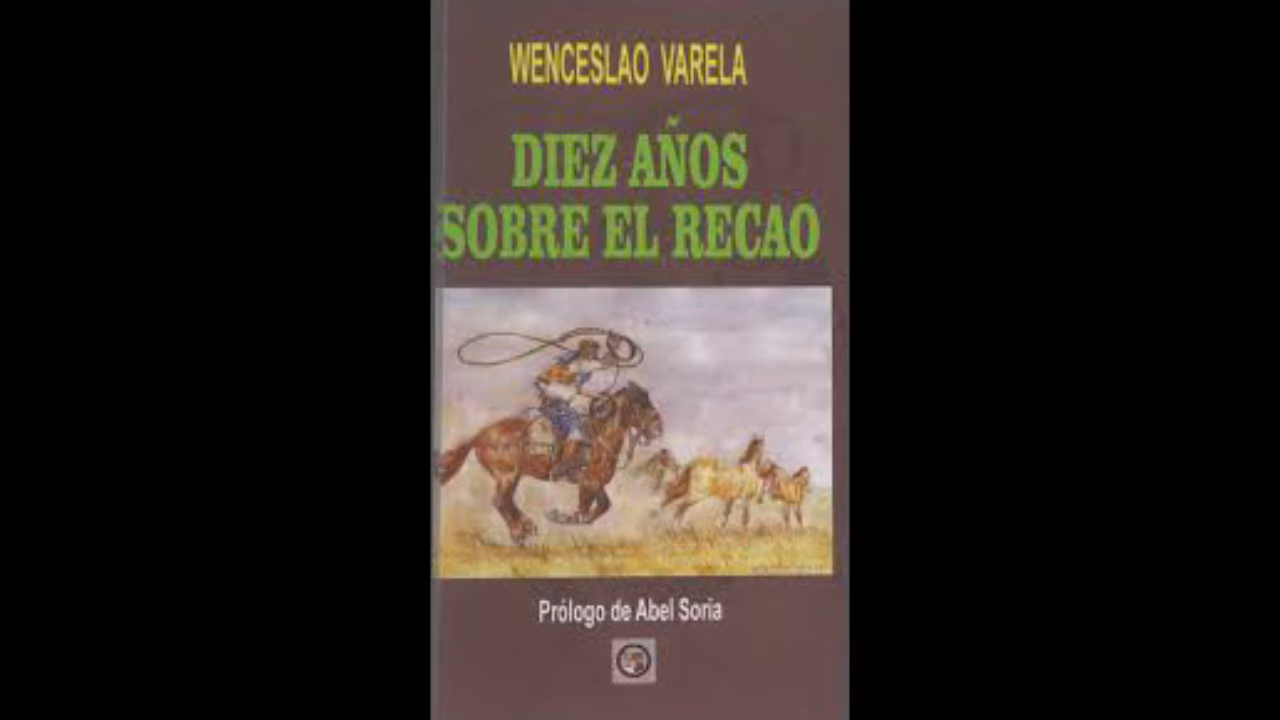 WENCESLAO VARELA
DIEZ AÑOS
SOBRE EL RECAO
Prólogo de Abel Soria